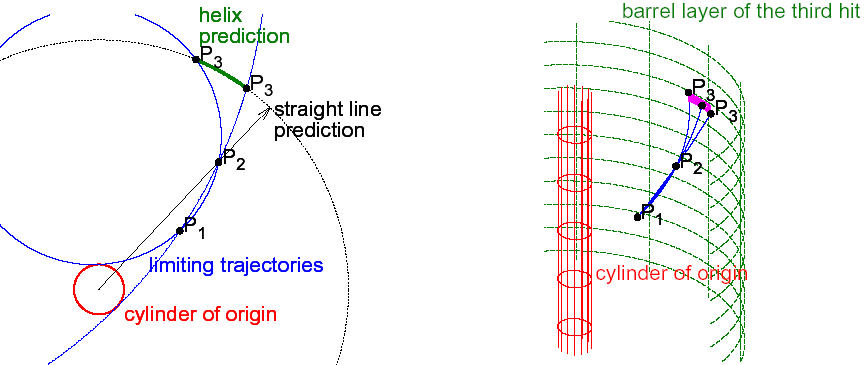 helix
prediction
P3
P3
straight line
prediction
P2
P1
limiting trajectories
cylinder of origin
barrel layer of the third hit
P3
P3
P2
P1
cylinder of origin